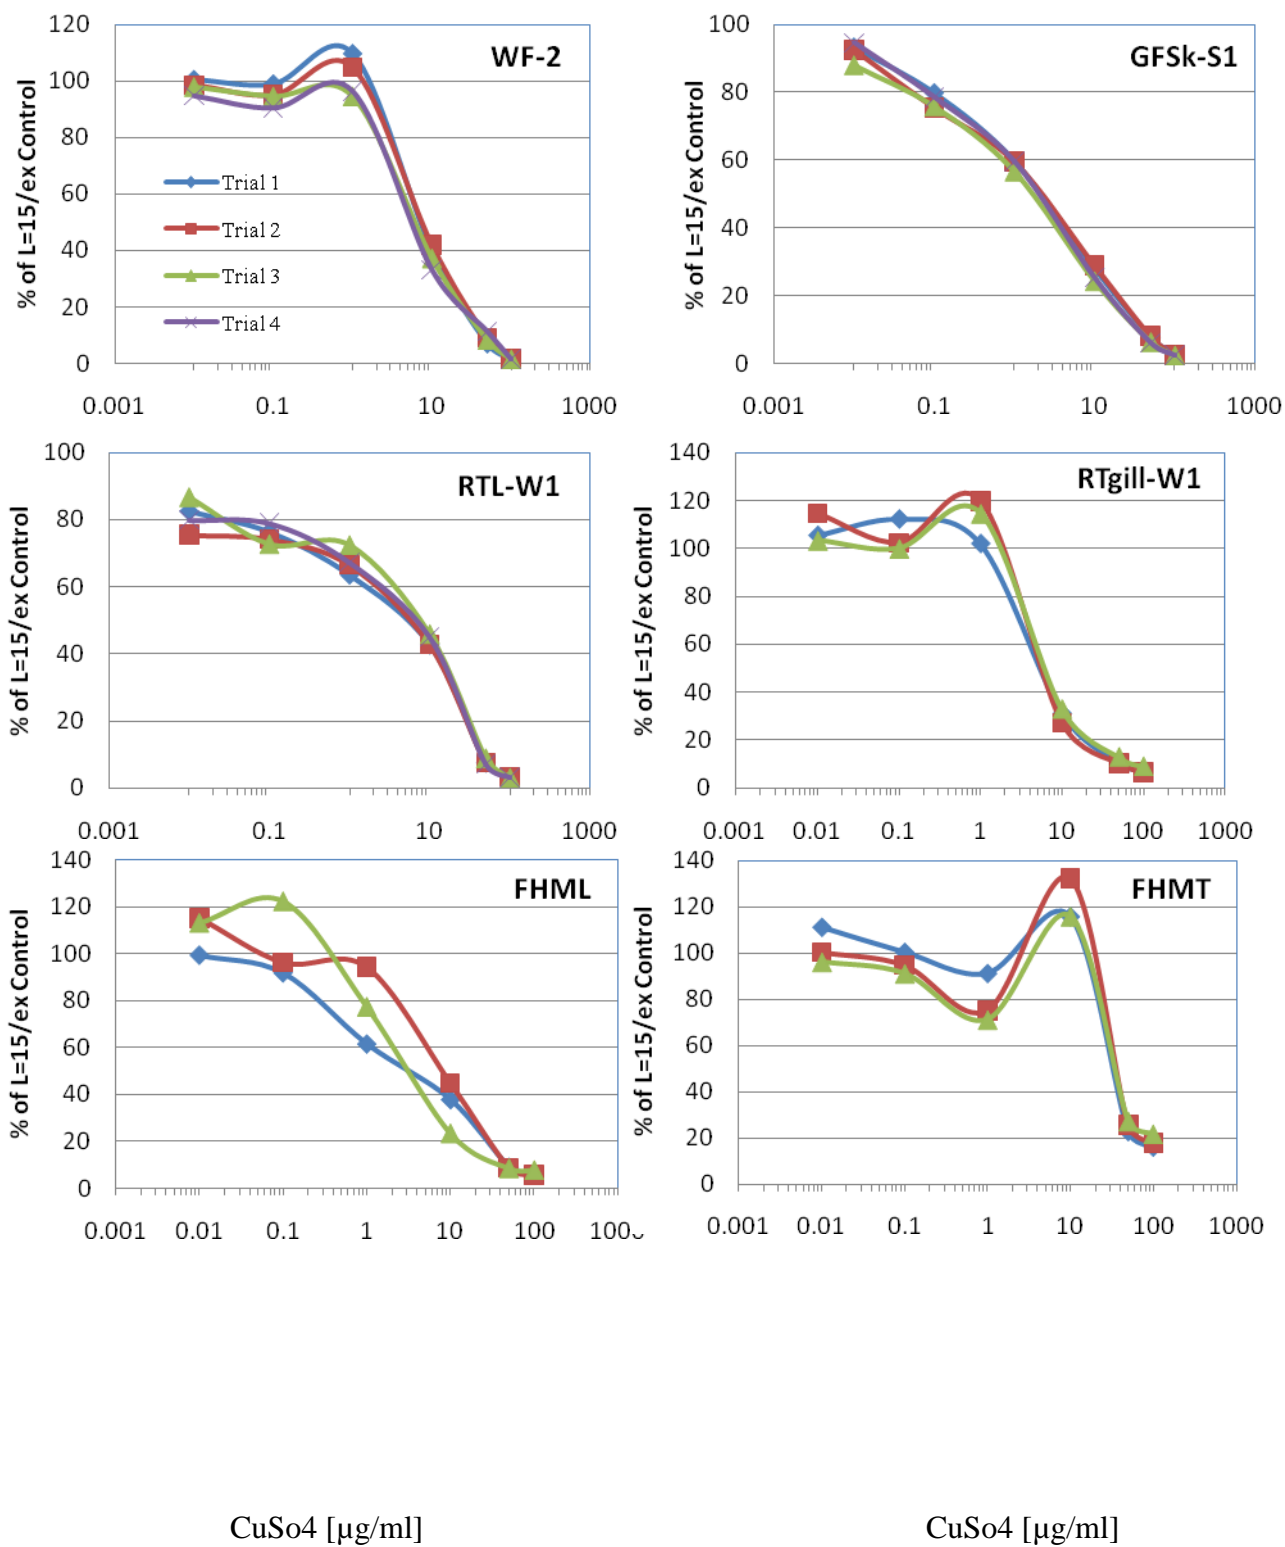 WF-2
% of L=15/ex Control
120
100
80
60
40
20
0
Trial 1
Trial 2
Trial 3
Trial 4
0.001 0.1 10 1000
GFSk-S1
% of L=15/ex Control
100
80
60
40
20
0
0.001 0.1 10 1000
RTL-W1
% of L=15/ex Control
100
80
60
40
20
0
0.001 0.1 10 1000
RTgill-W1
% of L=15/ex Control
140
120
100
80
60
40
20
0
0.001 0.01 0.1 1 10 100 1000
FHML
% of L=15/ex Control
140
120
100
80
60
40
20
0
0.001 0.01 0.1 1 10 100 1000
FHMT
% of L=15/ex Control
140
120
100
80
60
40
20
0
0.001 0.01 0.1 1 10 100 1000
CuSo4 [µg/ml]
CuSo4 [µg/ml]